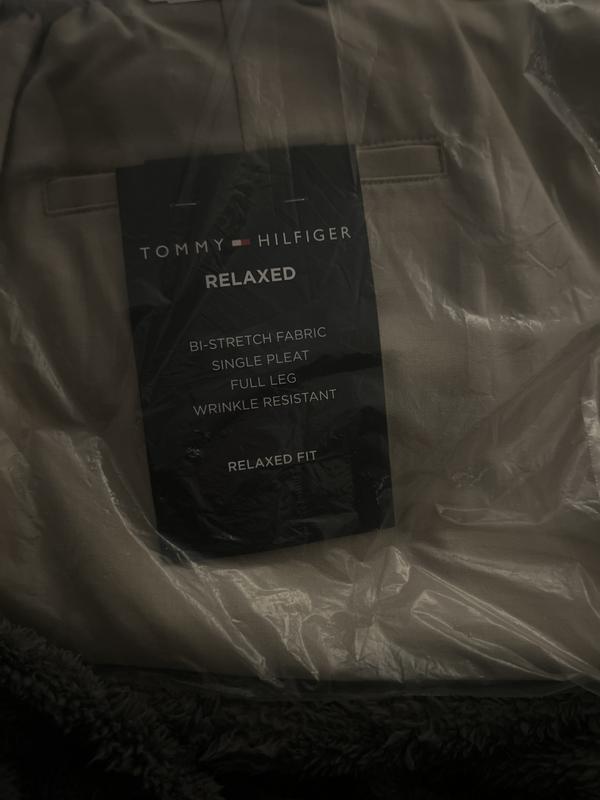 TOMMY HILFIGER
RELAXED
BI-STRETCH FABRIC
SINGLE PLEAT
FULL LEG
WRINKLE RESISTANT
RELAXED FIT